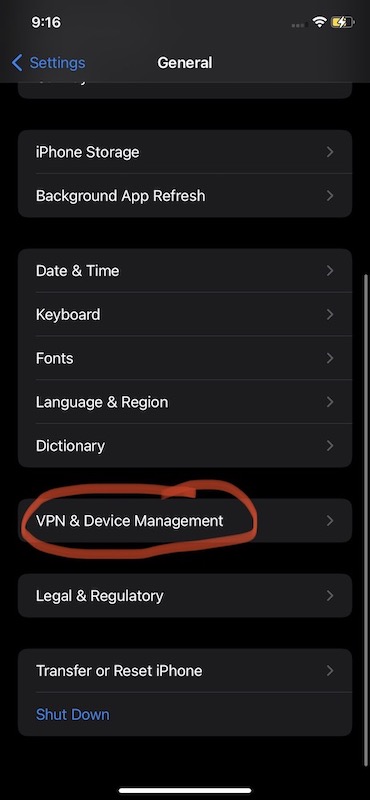 9:16
Settings
General
iPhone Storage
Background App Refresh
Date & Time
Keyboard
Fonts
Language & Region
Dictionary
VPN & Device Management
Legal & Regulatory
Transfer or Reset iPhone
Shut Down